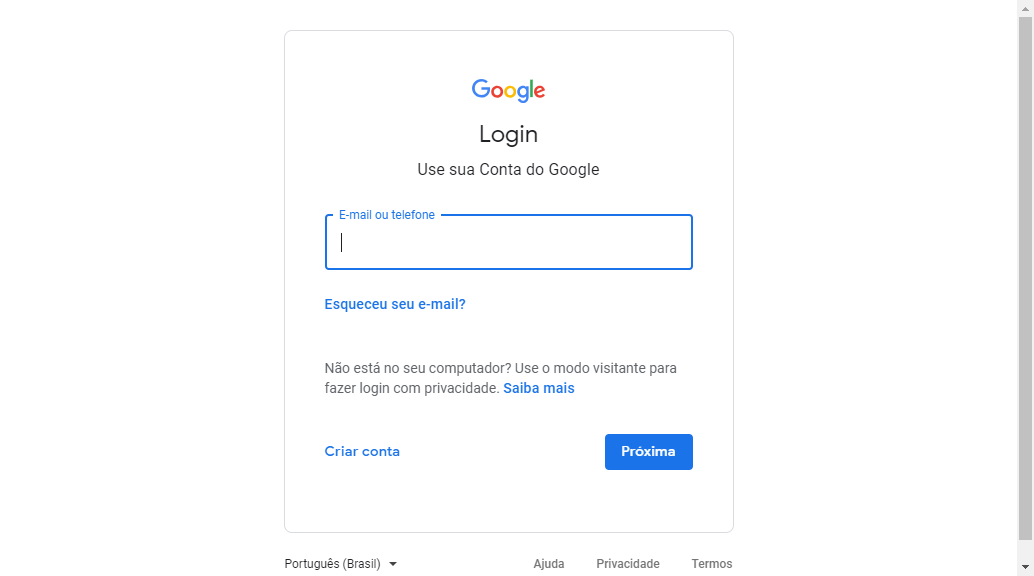 Google
Login
Use sua Conta do Google
E-mail ou telefone
Esqueceu seu e-mail?
Não está no seu computador? Use o modo visitante para
fazer login com privacidade. Saiba mais
Criar conta
Próxima
Português (Brasil)
Ajuda
Privacidade
Termos